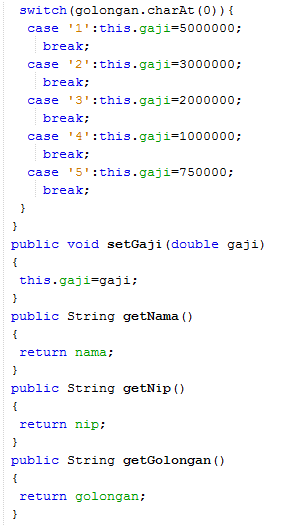 switch(golongan.charAt(0)){
case '1':this.gaji=5000000;
break;
case '2':this.gaji=3000000;
break;
case '3':this.gaji=2000000;
break;
case '4':this.gaji=1000000;
break;
case '5':this.gaji=750000;
break;
}
}
public void setGaji(double gaji)
{
this.gaji=gaji;
}
public String getNama()
{
return nama;
}
public String getNip()
{
return nip;
}
public String getGolongan()
{
return golongan;
}